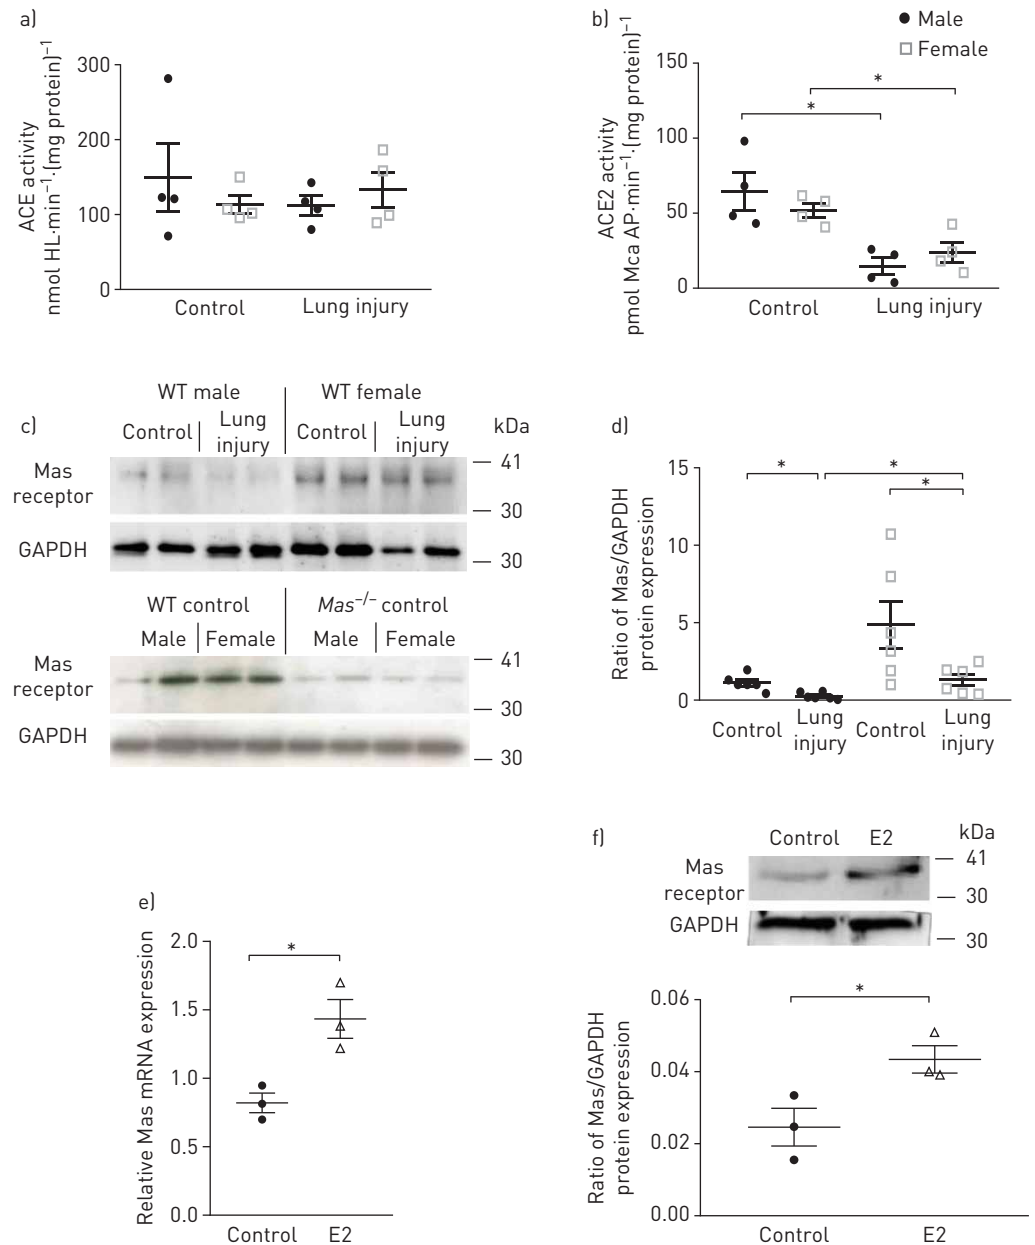 a)
ACE activity
nmol HL·min⁻¹·(mg protein)⁻¹
300
200
100
0
Control
Lung injury
b)
Male
Female
ACE2 activity
pmol Mca AP·min⁻¹·(mg protein)⁻¹
150
100
50
0
*
*
Control
Lung injury
c)
WT male
WT female
Control
Lung
injury
Control
Lung
injury
kDa
Mas
receptor
41
30
GAPDH
30
WT control
Mas⁻/⁻ control
Male
Female
Male
Female
Mas
receptor
41
30
GAPDH
30
d)
Ratio of Mas/GAPDH
protein expression
15
10
5
0
*
*
*
Control
Lung
injury
Control
Lung
injury
e)
Relative Mas mRNA expression
2.0
1.5
1.0
0.5
0.0
*
Control
E2
f)
Control
E2
kDa
Mas
receptor
41
30
GAPDH
30
Ratio of Mas/GAPDH
protein expression
0.06
0.04
0.02
0.00
*
Control
E2